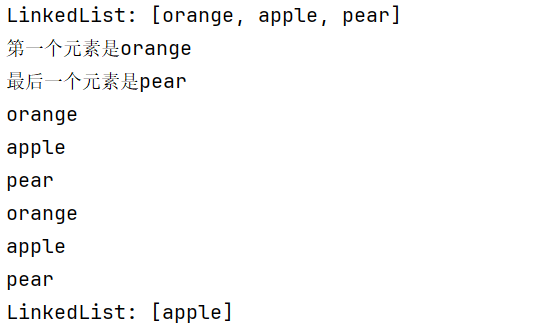 LinkedList: [orange, apple, pear]
第一个元素是orange
最后一个元素是pear
orange
apple
pear
orange
apple
pear
LinkedList: [apple]